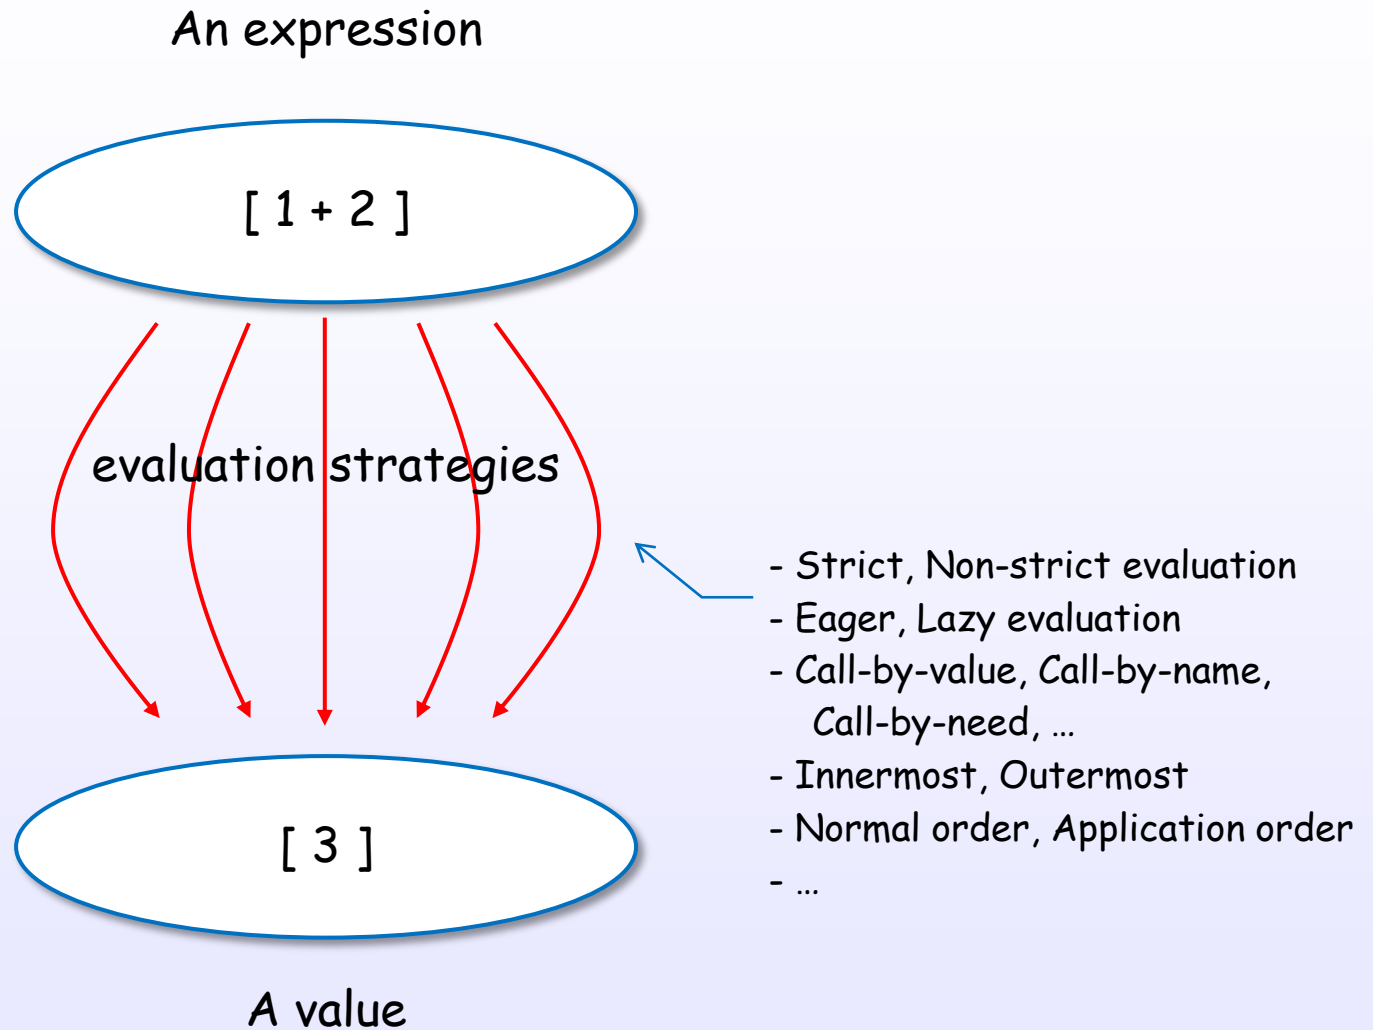 An expression
[ 1 + 2 ]
evaluation strategies
- Strict, Non-strict evaluation
- Eager, Lazy evaluation
- Call-by-value, Call-by-name,
Call-by-need, …
- Innermost, Outermost
- Normal order, Application order
- …
[ 3 ]
A value